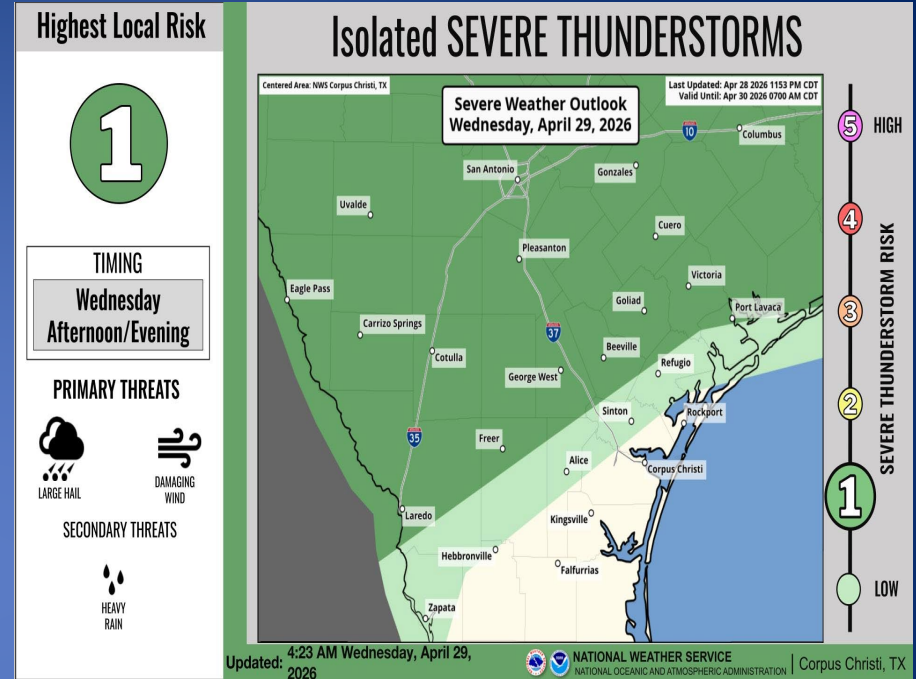 Highest Local Risk
1
TIMING
Wednesday
Afternoon/Evening
PRIMARY THREATS
LARGE HAIL
DAMAGING
WIND
SECONDARY THREATS
HEAVY
RAIN
Isolated SEVERE THUNDERSTORMS
Centered Area: NWS Corpus Christi, TX
Severe Weather Outlook
Wednesday, April 29, 2026
Last Updated: Apr 28 2026 1153 PM CDT
Valid Until: Apr 30 2026 0700 AM CDT
10
Columbus
San Antonio
Gonzales
Uvalde
Cuero
Pleasanton
Victoria
Eagle Pass
Goliad
Port Lavaca
Carrizo Springs
37
Beeville
Cotulla
Refugio
George West
Sinton
Rockport
35
Freer
Alice
Corpus Christi
Laredo
Kingsville
Hebbronville
Falfurrias
Zapata
5 HIGH
4
3
2
1
LOW
SEVERE THUNDERSTORM RISK
Updated: 4:23 AM Wednesday, April 29,
2026
NATIONAL WEATHER SERVICE
NATIONAL OCEANIC AND ATMOSPHERIC ADMINISTRATION
Corpus Christi, TX